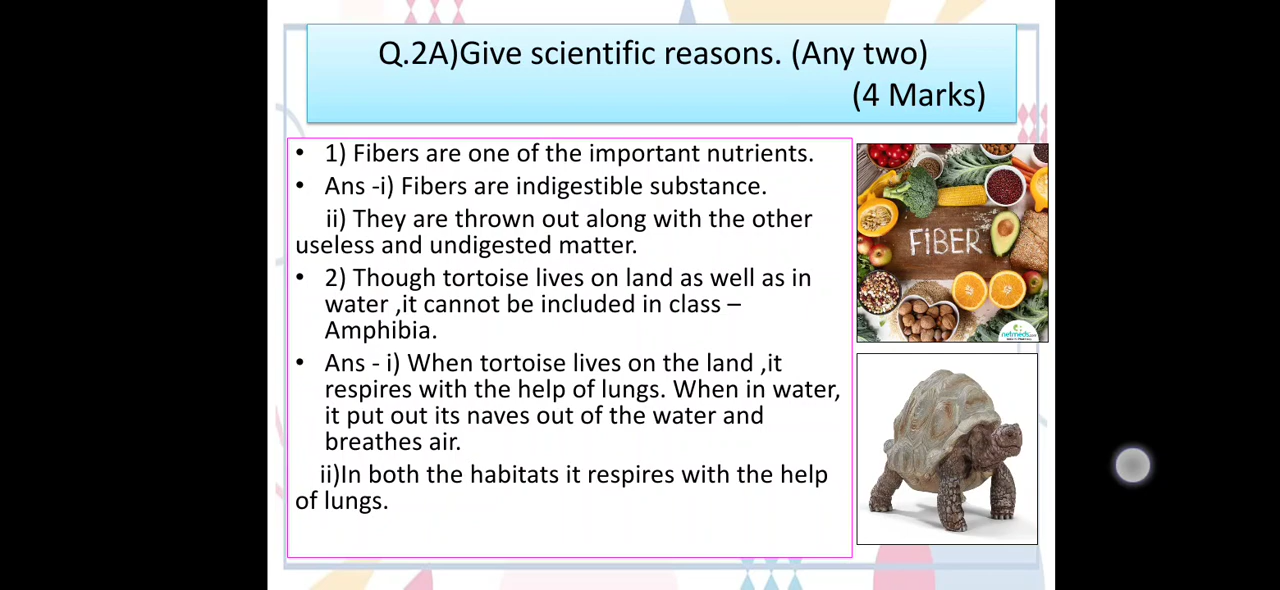 Q.2A)Give scientific reasons. (Any two)
(4 Marks)
• 1) Fibers are one of the important nutrients.
• Ans -i) Fibers are indigestible substance.
ii) They are thrown out along with the other
useless and undigested matter.
• 2) Though tortoise lives on land as well as in
water ,it cannot be included in class –
Amphibia.
• Ans - i) When tortoise lives on the land ,it
respires with the help of lungs. When in water,
it put out its naves out of the water and
breathes air.
ii)In both the habitats it respires with the help
of lungs.
FiBER
netmeds.com